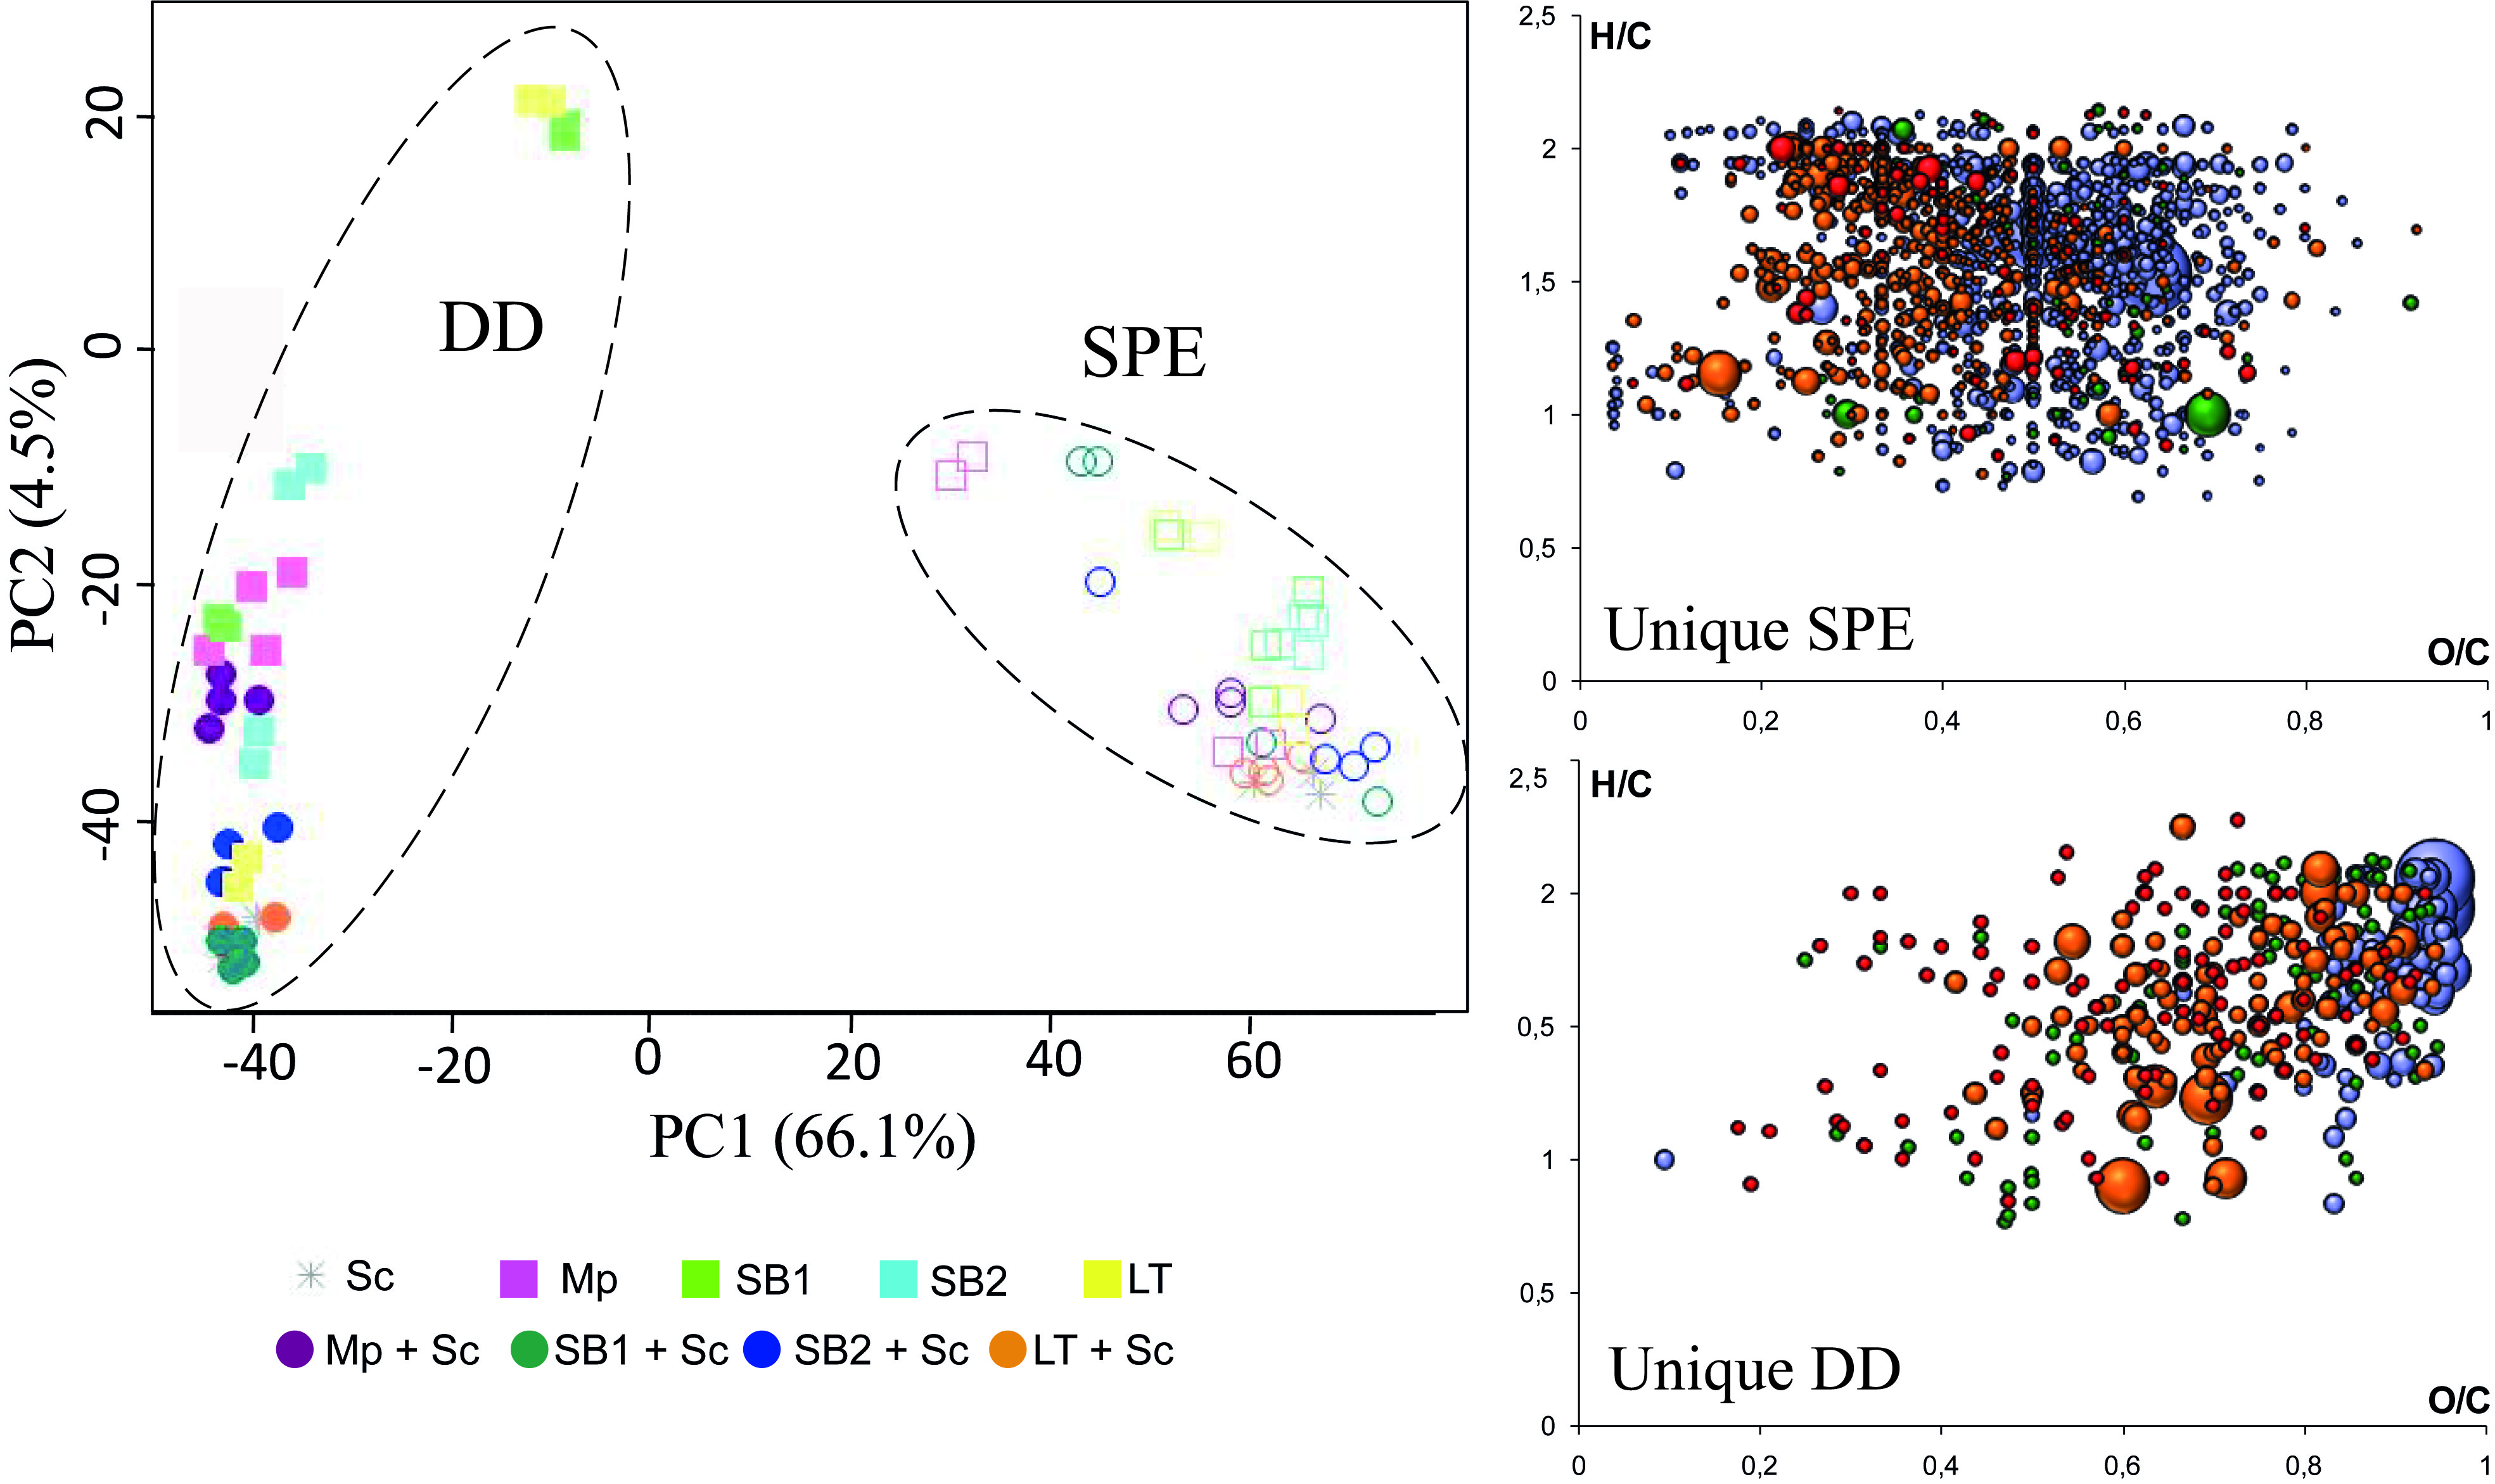 DD
SPE
PC2 (4.5%)
20
0
-20
-40
-40
-20
0
20
40
60
PC1 (66.1%)
Sc
Mp
SB1
SB2
LT
Mp + Sc
SB1 + Sc
SB2 + Sc
LT + Sc
2,5
H/C
2
1,5
1
0,5
Unique SPE
O/C
0
0
0,2
0,4
0,6
0,8
1
2,5
H/C
2
0,5
1
0,5
Unique DD
O/C
0
0
0,2
0,4
0,6
0,8
1